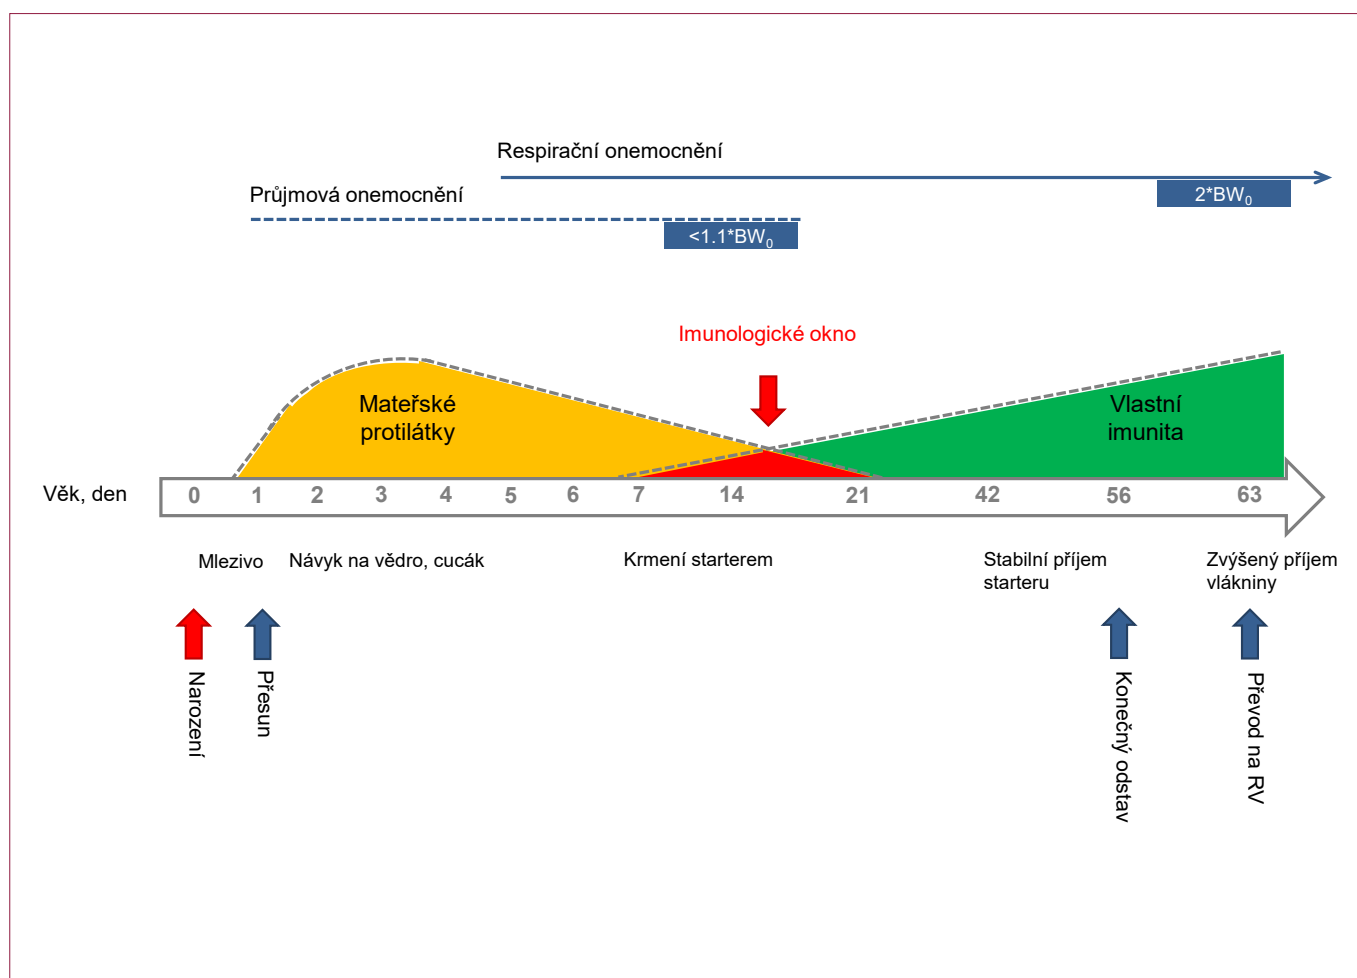 Respirační onemocnění
Průjmová onemocnění
2*BW₀
<1.1*BW₀
Imunologické okno
Mateřské
protilátky
Vlastní
imunita
Věk, den
0 1 2 3 4 5 6 7 14 21 42 56 63
Mlezivo
Návyk na vědro, cucák
Krmení starterem
Stabilní příjem
starteru
Zvýšený příjem
vlákniny
Narození
Přesun
Konečný odstav
Převod na RV